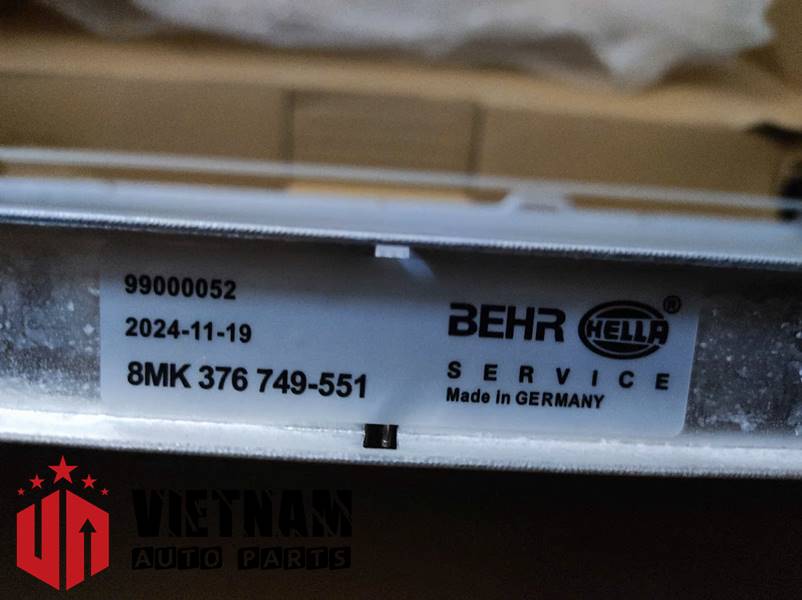 99000052
2024-11-19
8MK 376 749-551
BEHR HELLA®
SERVICE
Made in GERMANY
VIETNAM
AUTO PARTS